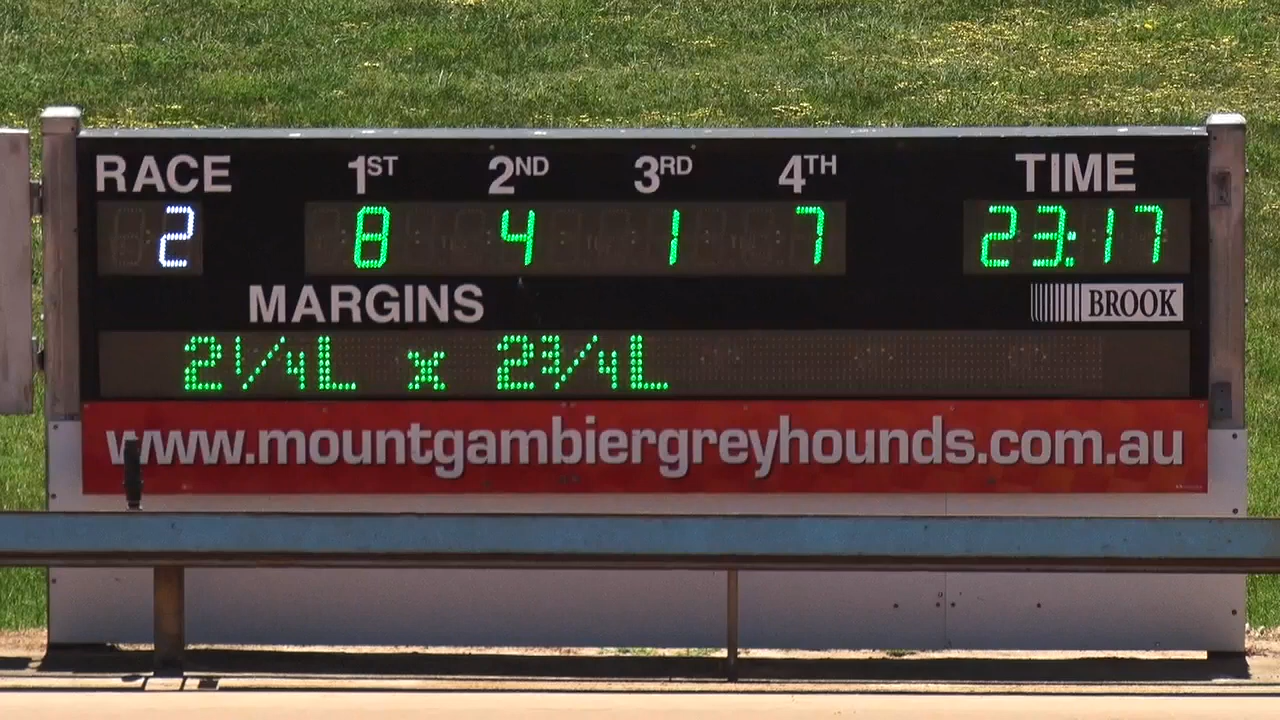 RACE 1ST 2ND 3RD 4TH TIME
2 8 4 1 7 23:17
MARGINS BROOK
2¼L x 2¾L
www.mountgambiergreyhounds.com.au